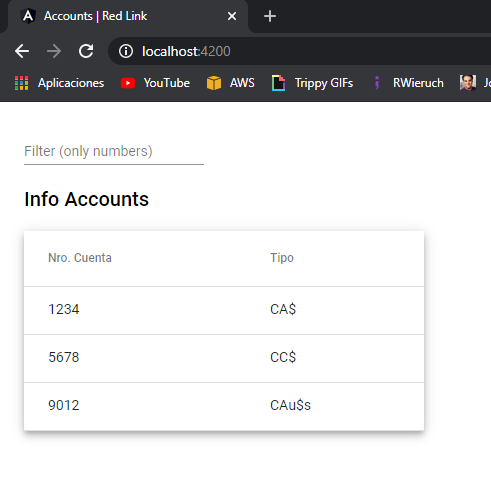 Accounts | Red Link
localhost:4200
Aplicaciones YouTube AWS Trippy GIFs RWieruch
Filter (only numbers)
Info Accounts
Nro. Cuenta Tipo
1234 CA$
5678 CC$
9012 CAu$s